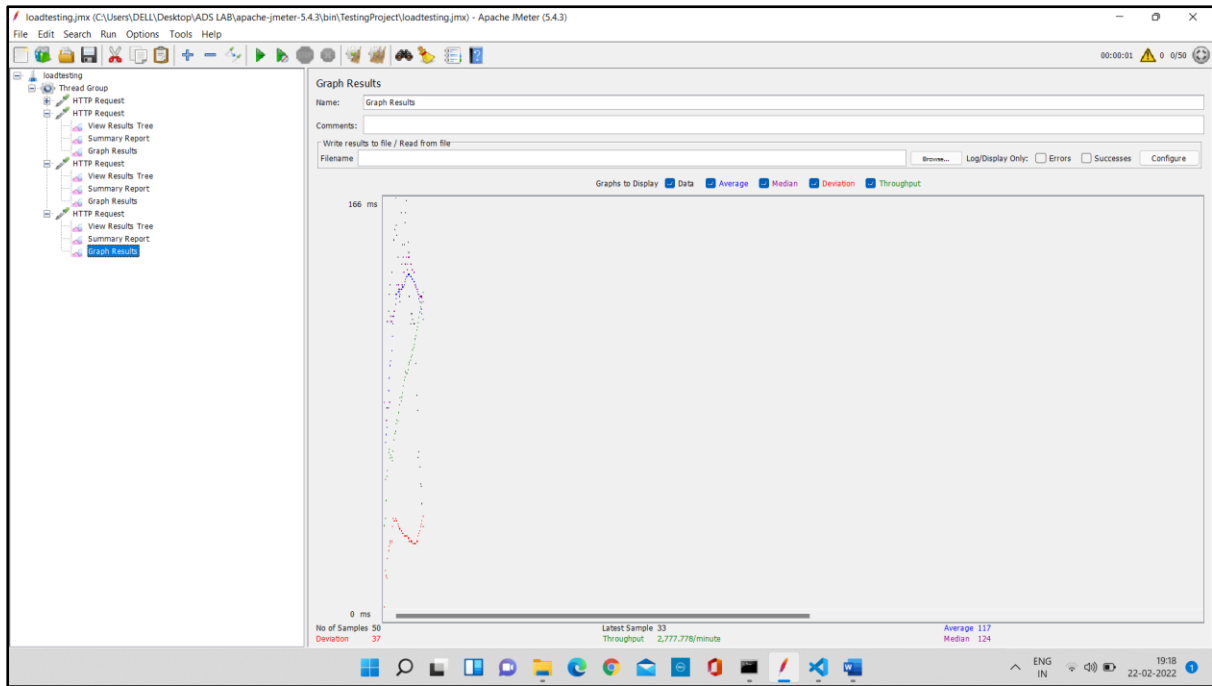 loadtesting.jmx (C:\Users\DELL\Desktop\ADS LAB\apache-jmeter-5.4.3\bin\TestingProject\loadtesting.jmx) - Apache JMeter (5.4.3)
File Edit Search Run Options Tools Help
00:00:01 0 0/50
loadtesting
Thread Group
HTTP Request
HTTP Request
View Results Tree
Summary Report
Graph Results
HTTP Request
View Results Tree
Summary Report
Graph Results
HTTP Request
View Results Tree
Summary Report
Graph Results
Graph Results
Name: Graph Results
Comments:
Write results to file / Read from file
Filename Browse... Log/Display Only: Errors Successes Configure
Graphs to Display Data Average Median Deviation Throughput
166 ms
0 ms
No of Samples 50 Latest Sample 33 Average 117
Deviation 37 Throughput 2,777.778/minute Median 124
ENG
IN
19:18
22-02-2022
1